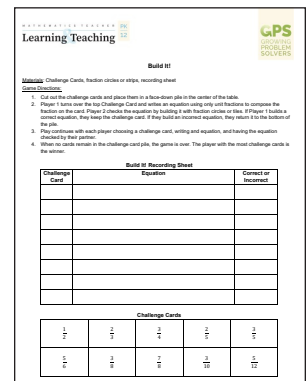 MATHEMATICS TEACHER
Learning Teaching
PK
12
GPS
GROWING
PROBLEM
SOLVERS
Build It!
Materials: Challenge Cards, fraction circles or strips, recording sheet
Game Directions:
1. Cut out the challenge cards and place them in a face-down pile in the center of the table.
2. Player 1 turns over the top Challenge Card and writes an equation using only unit fractions to compose the
fraction on the card. Player 2 checks the equation by building it with fraction circles or tiles. If Player 1 builds a
correct equation, they keep the challenge card. If they build an incorrect equation, they return it to the bottom of
the pile.
3. Play continues with each player choosing a challenge card, writing and equation, and having the equation
checked by their partner.
4. When no cards remain in the challenge card pile, the game is over. The player with the most challenge cards is
the winner.
Build It! Recording Sheet
Challenge Card | Equation | Correct or Incorrect
Challenge Cards
1/2 2/3 3/4 2/5 3/5
5/6 3/8 7/8 3/10 5/12